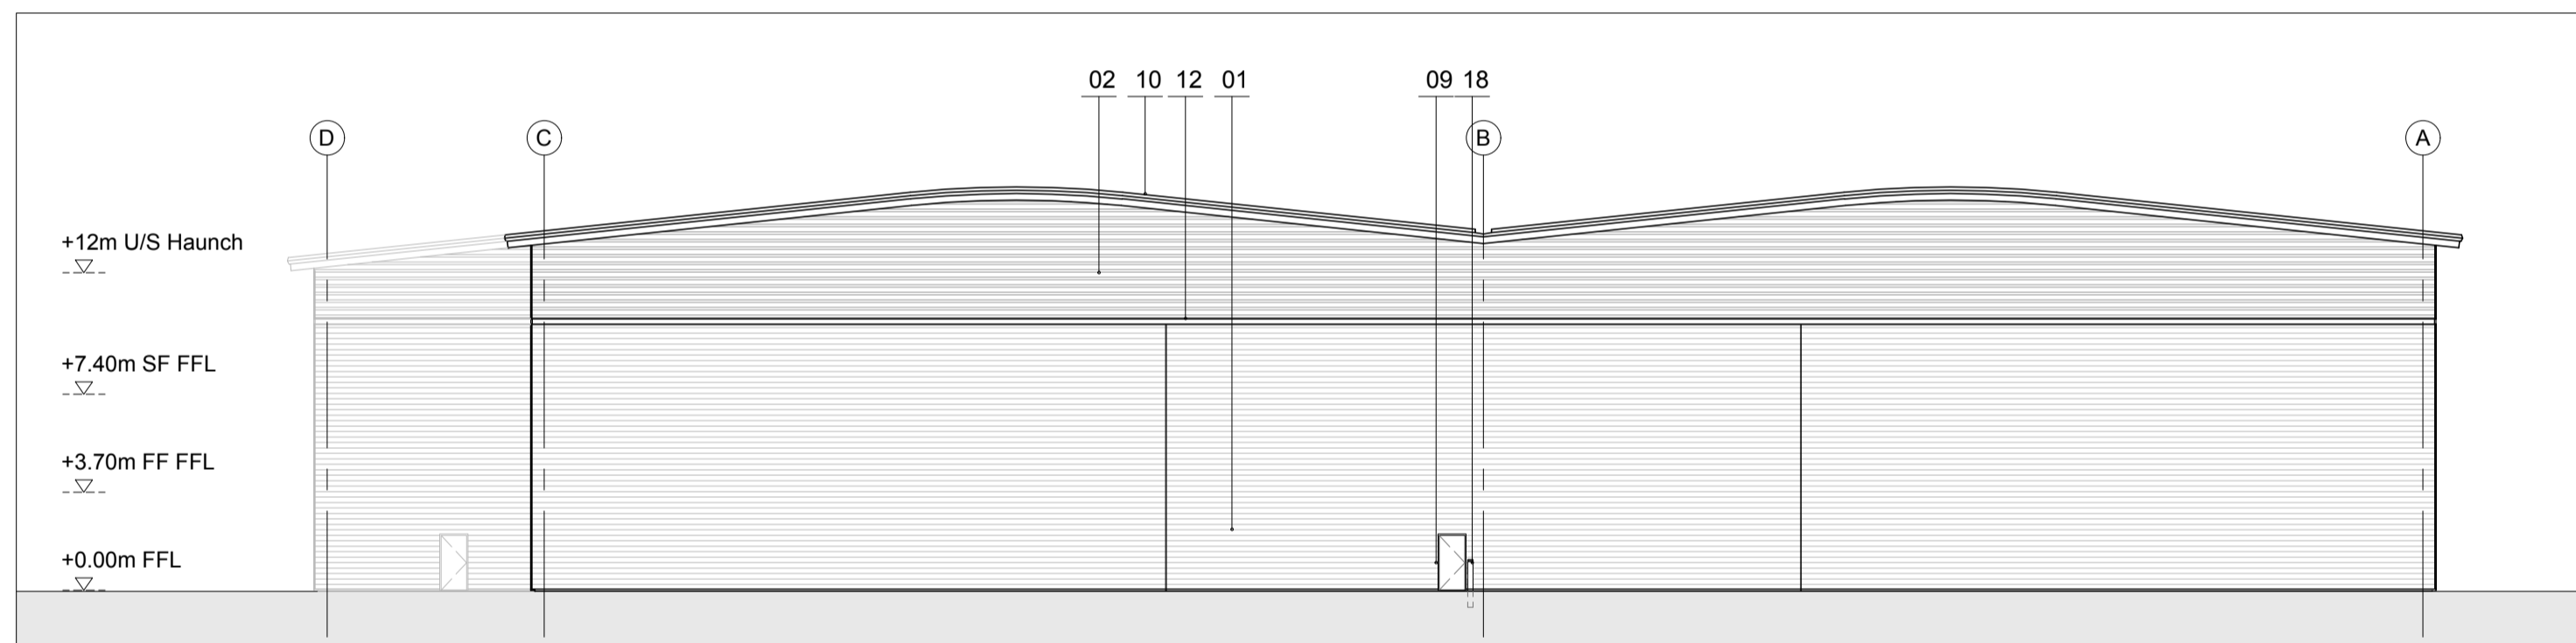 02 10 12 01 09 18
D C B A
+12m U/S Haunch
+7.40m SF FFL
+3.70m FF FFL
+0.00m FFL